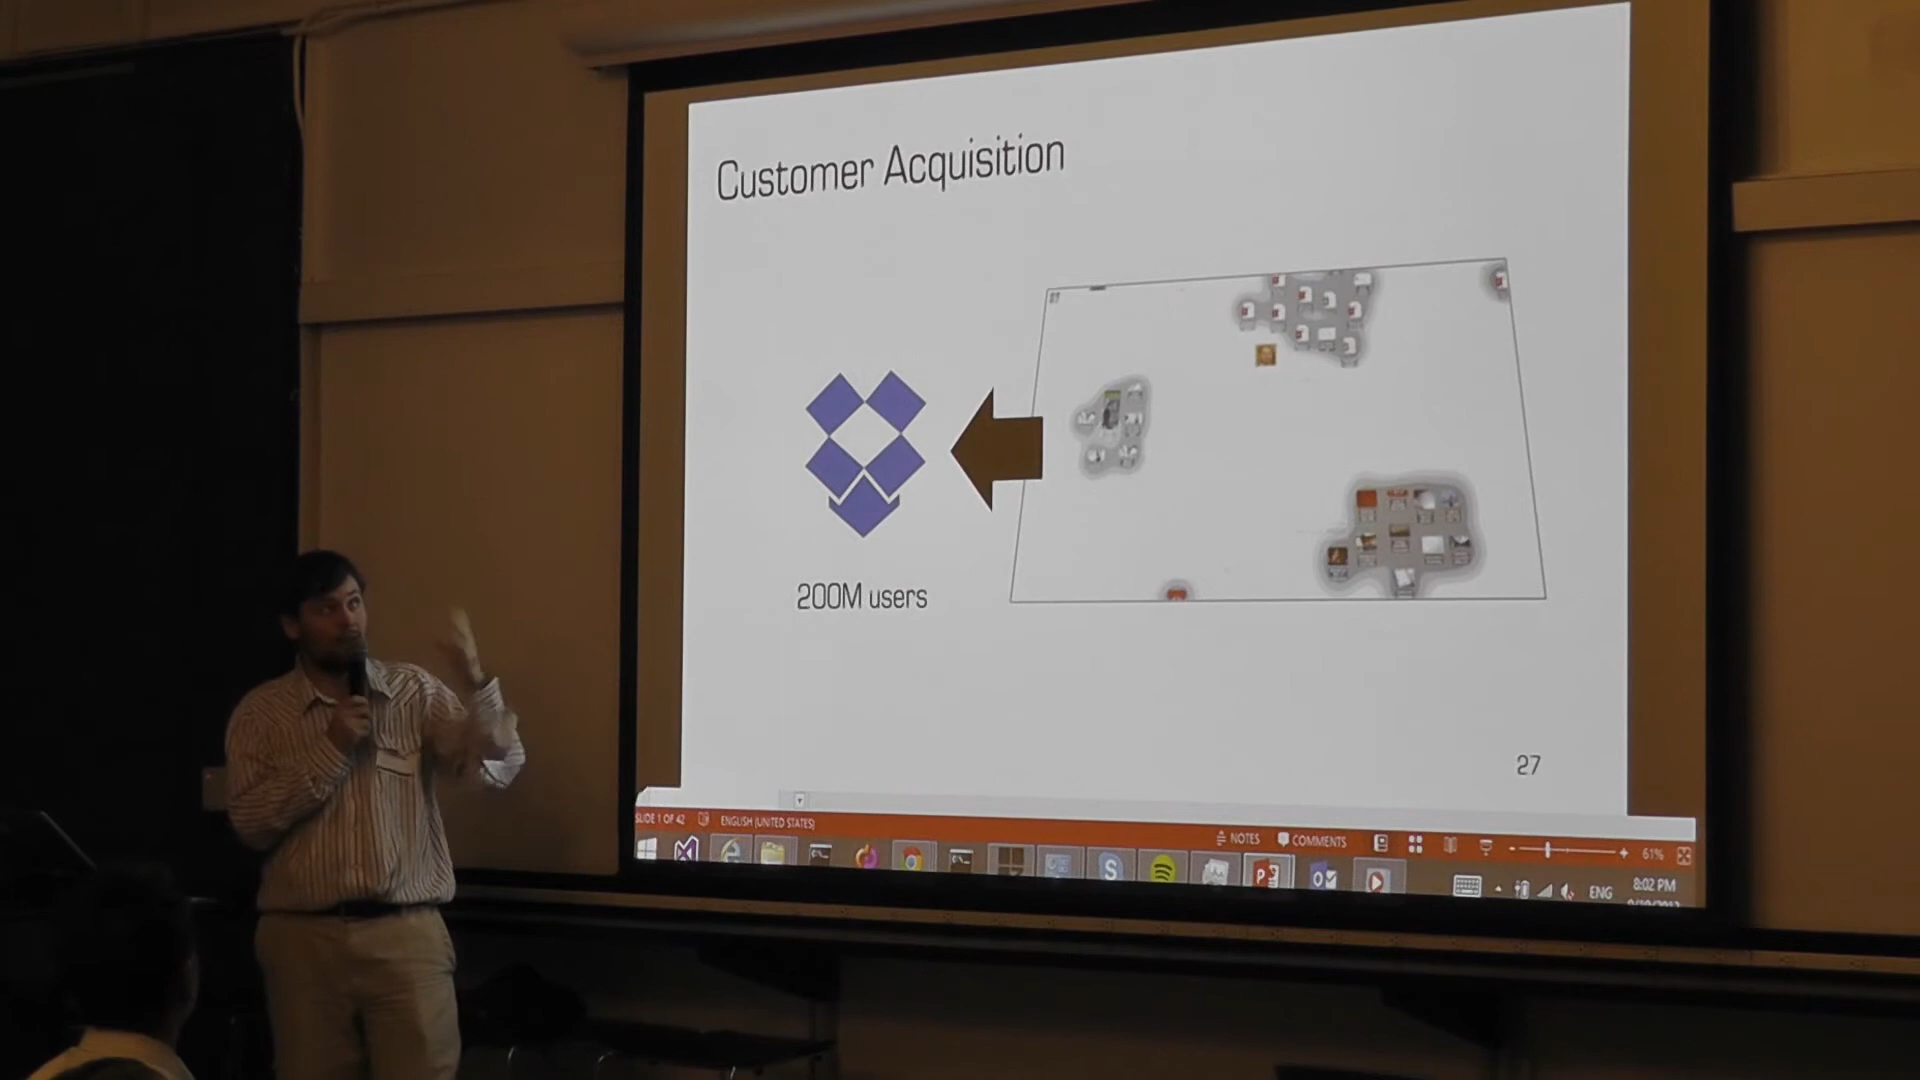 Customer Acquisition
200M users
27
SLIDE 1 OF 42 ENGLISH (UNITED STATES) NOTES COMMENTS 61%
ENG 8:02 PM